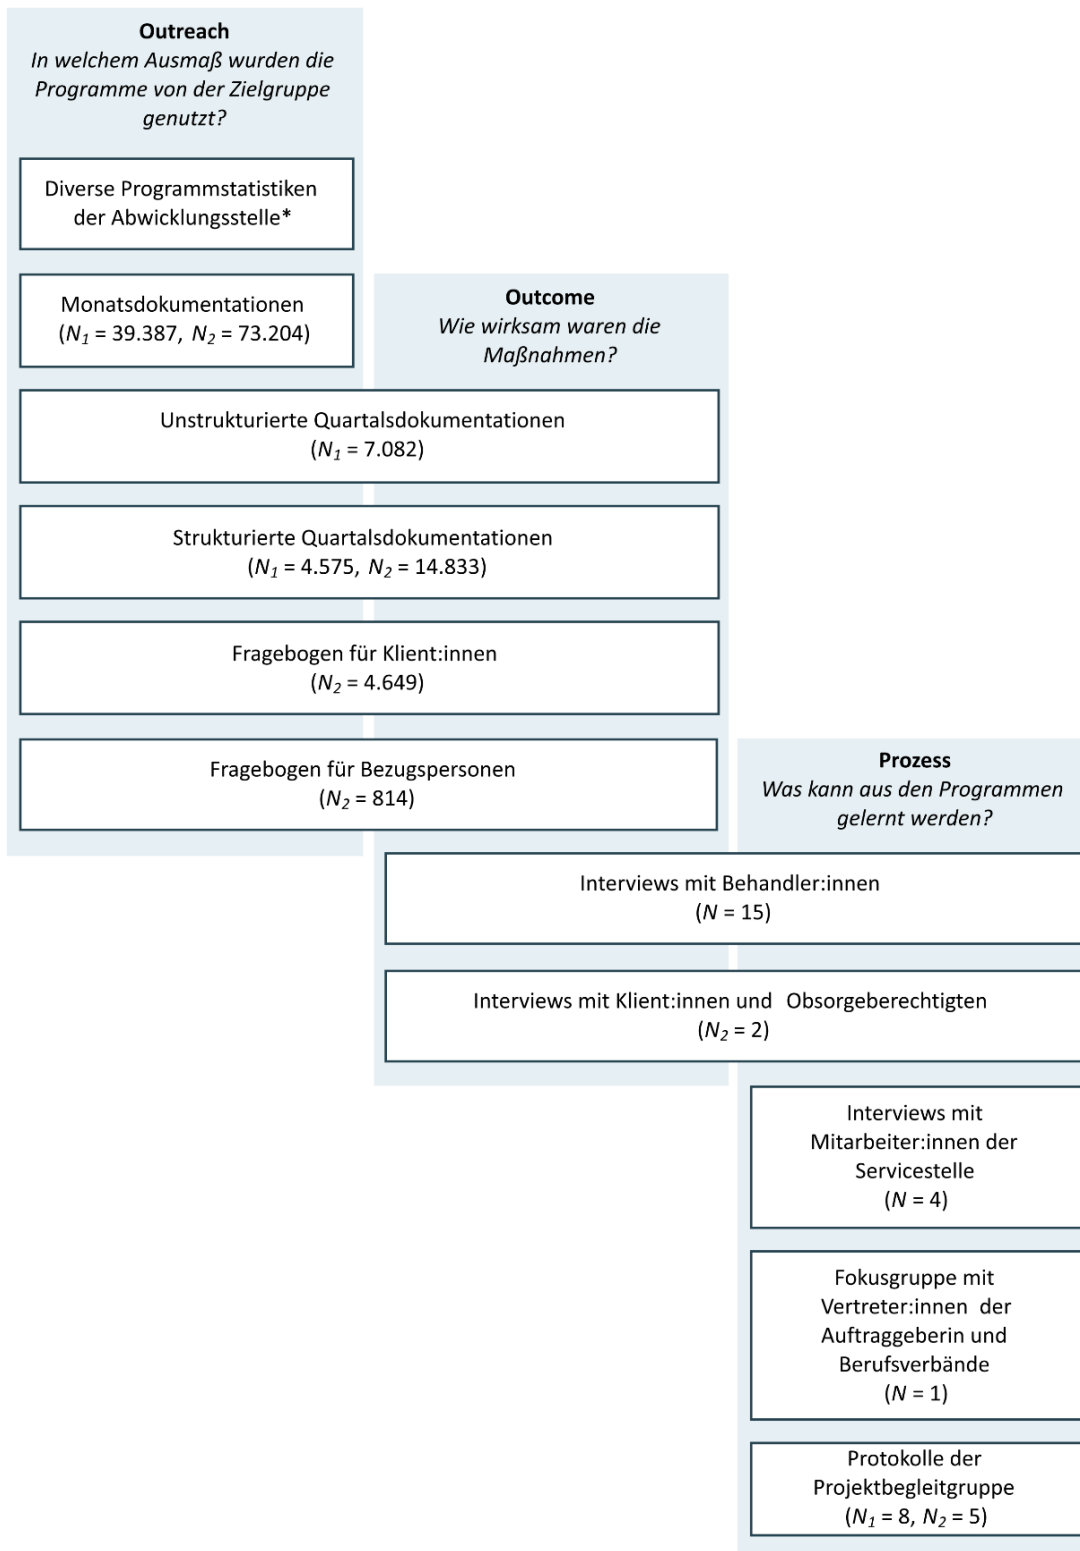 Outreach
In welchem Ausmaß wurden die
Programme von der Zielgruppe
genutzt?
Diverse Programmstatistiken
der Abwicklungsstelle*
Monatsdokumentationen
(N₁ = 39.387, N₂ = 73.204)
Outcome
Wie wirksam waren die
Maßnahmen?
Unstrukturierte Quartalsdokumentationen
(N₁ = 7.082)
Strukturierte Quartalsdokumentationen
(N₁ = 4.575, N₂ = 14.833)
Fragebogen für Klient:innen
(N₂ = 4.649)
Fragebogen für Bezugspersonen
(N₂ = 814)
Prozess
Was kann aus den Programmen
gelernt werden?
Interviews mit Behandler:innen
(N = 15)
Interviews mit Klient:innen und Obsorgeberechtigten
(N₂ = 2)
Interviews mit
Mitarbeiter:innen der
Servicestelle
(N = 4)
Fokusgruppe mit
Vertreter:innen der
Auftraggeberin und
Berufsverbände
(N = 1)
Protokolle der
Projektbegleitgruppe
(N₁ = 8, N₂ = 5)